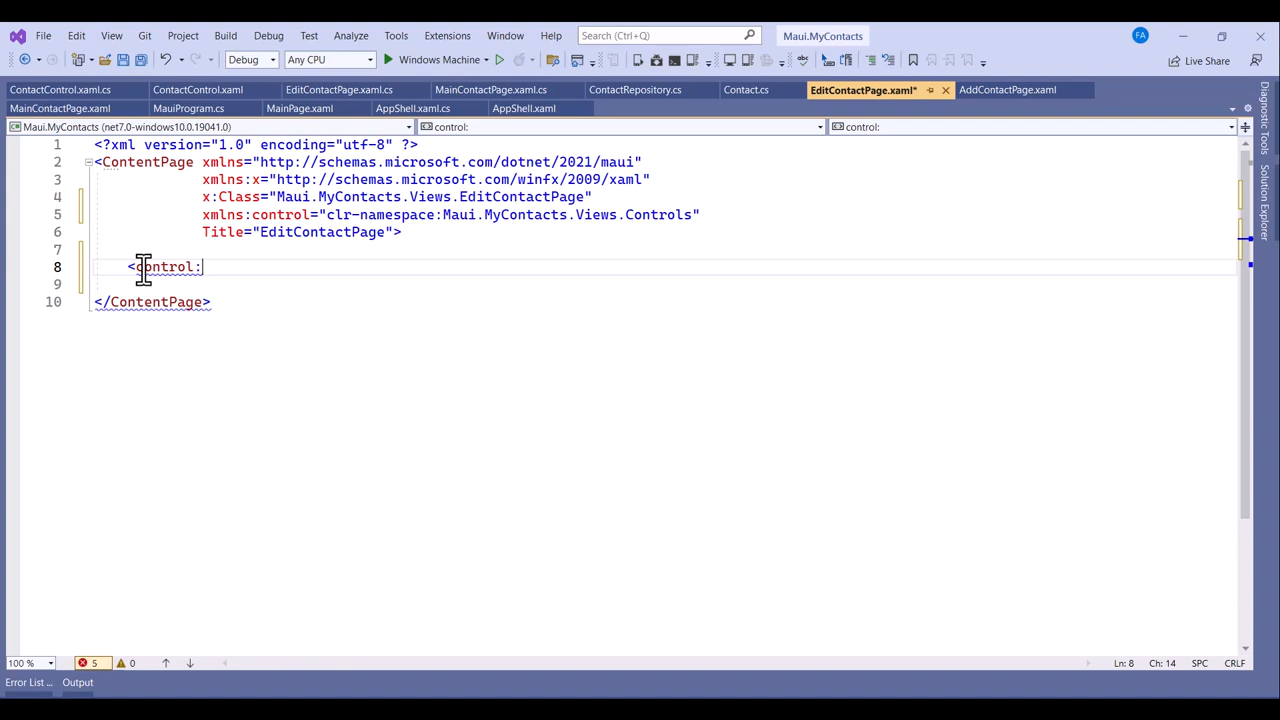 File Edit View Git Project Build Debug Test Analyze Tools Extensions Window Help Search (Ctrl+Q) Maui.MyContacts FA
Debug Any CPU Windows Machine Live Share
ContactControl.xaml.cs ContactControl.xaml EditContactPage.xaml.cs MainContactPage.xaml.cs ContactRepository.cs Contact.cs EditContactPage.xaml* AddContactPage.xaml
MainContactPage.xaml MauiProgram.cs MainPage.xaml AppShell.xaml.cs AppShell.xaml
Maui.MyContacts (net7.0-windows10.0.19041.0) control: control:
1 <?xml version="1.0" encoding="utf-8" ?>
2 <ContentPage xmlns="http://schemas.microsoft.com/dotnet/2021/maui"
3 xmlns:x="http://schemas.microsoft.com/winfx/2009/xaml"
4 x:Class="Maui.MyContacts.Views.EditContactPage"
5 xmlns:control="clr-namespace:Maui.MyContacts.Views.Controls"
6 Title="EditContactPage">
7
8 <control:
9
10 </ContentPage>
Diagnostic Tools
Solution Explorer
100 % 5 0 Ln: 8 Ch: 14 SPC CRLF
Error List ... Output